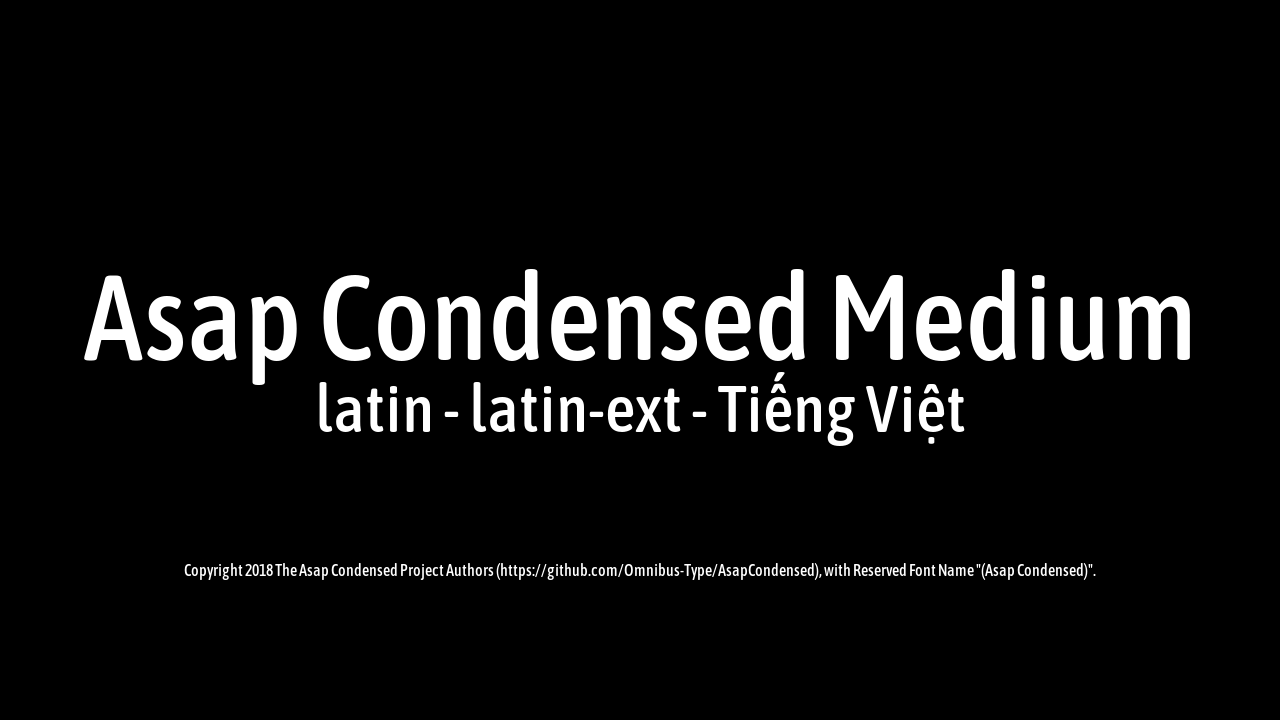 Asap Condensed Medium
latin - latin-ext - Tiếng Việt
Copyright 2018 The Asap Condensed Project Authors (https://github.com/Omnibus-Type/AsapCondensed), with Reserved Font Name "(Asap Condensed)".